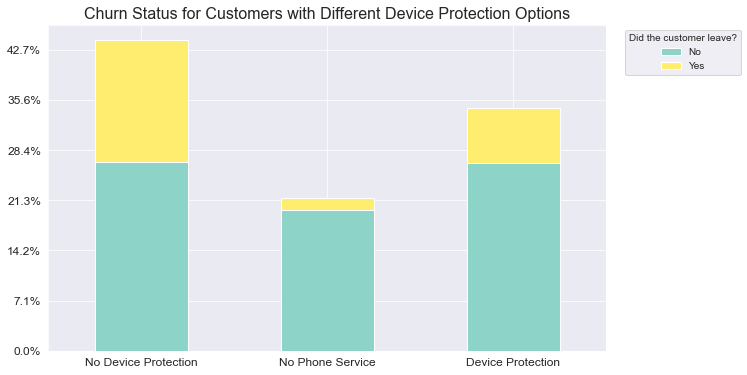 Churn Status for Customers with Different Device Protection Options
Did the customer leave?
No
Yes
42.7%
35.6%
28.4%
21.3%
14.2%
7.1%
0.0%
No Device Protection
No Phone Service
Device Protection